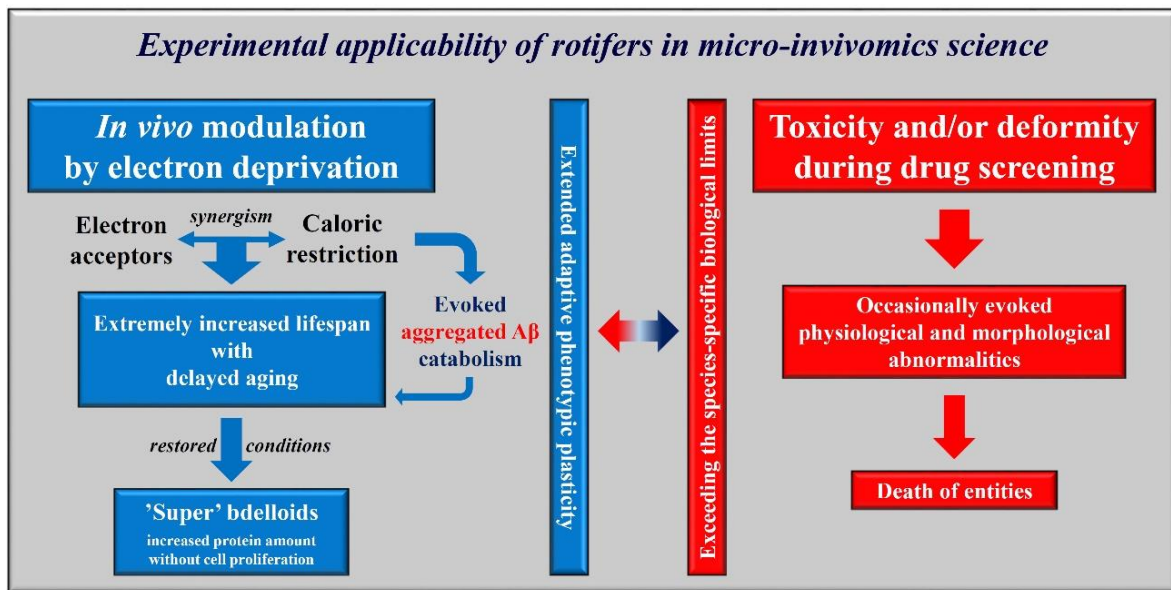 Experimental applicability of rotifers in micro-invivomics science
In vivo modulation
by electron deprivation
Electron
acceptors
synergism
Caloric
restriction
Evoked
aggregated Aβ
catabolism
Extremely increased lifespan
with
delayed aging
restored conditions
’Super’ bdelloids
increased protein amount
without cell proliferation
Extended adaptive phenotypic plasticity
Exceeding the species-specific biological limits
Toxicity and/or deformity
during drug screening
Occasionally evoked
physiological and morphological
abnormalitics
Death of entities